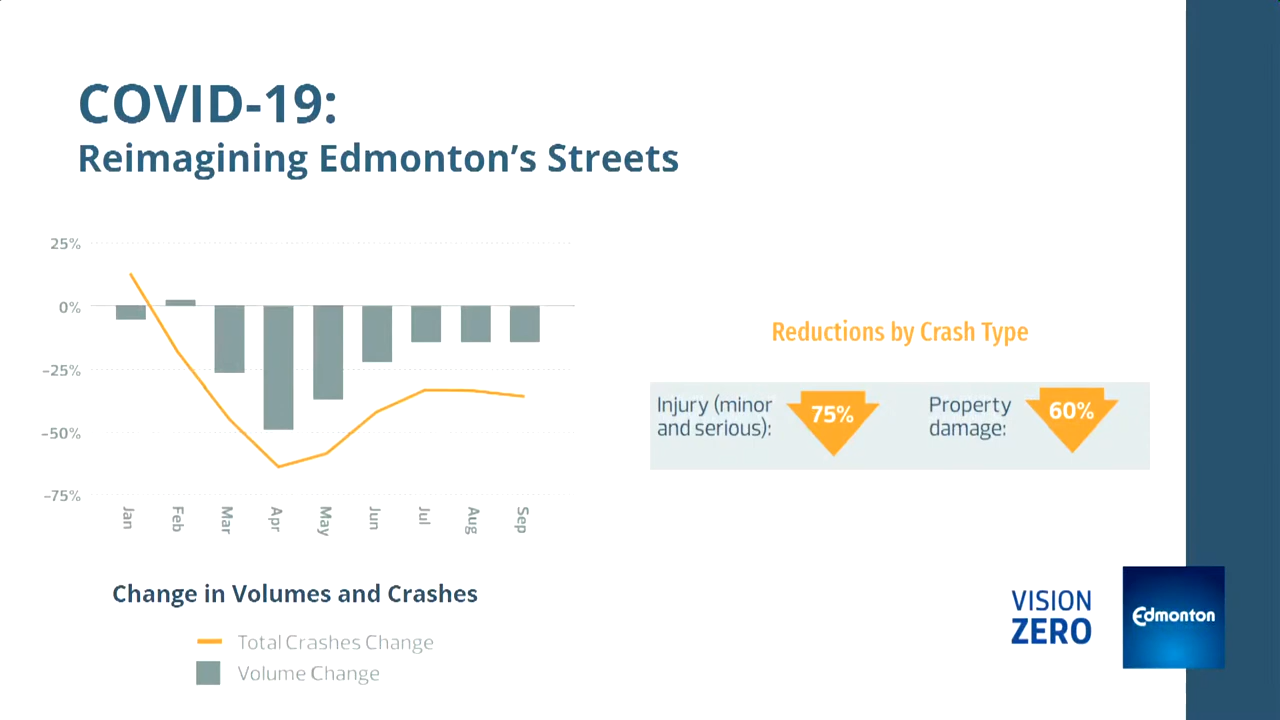 COVID-19:
Reimagining Edmonton’s Streets
25%
0%
-25%
-50%
-75%
Jan
Feb
Mar
Apr
May
Jun
Jul
Aug
Sep
Change in Volumes and Crashes
Total Crashes Change
Volume Change
Reductions by Crash Type
Injury (minor
and serious):
75%
Property
damage:
60%
VISION
ZERO
Edmonton